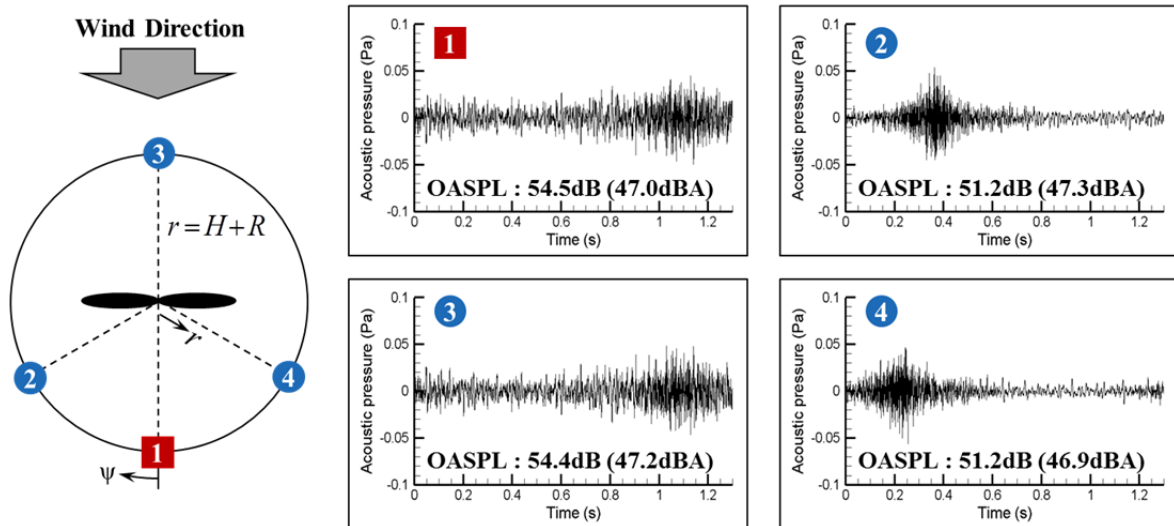 Wind Direction
3
r = H+R
r
2
4
1
ψ
1
Acoustic pressure (Pa)
0.1
0.05
0
-0.05
-0.1
OASPL : 54.5dB (47.0dBA)
0 0.2 0.4 0.6 0.8 1 1.2
Time (s)
2
Acoustic pressure (Pa)
0.1
0.05
0
-0.05
-0.1
OASPL : 51.2dB (47.3dBA)
0 0.2 0.4 0.6 0.8 1 1.2
Time (s)
3
Acoustic pressure (Pa)
0.1
0.05
0
-0.05
-0.1
OASPL : 54.4dB (47.2dBA)
0 0.2 0.4 0.6 0.8 1 1.2
Time (s)
4
Acoustic pressure (Pa)
0.1
0.05
0
-0.05
-0.1
OASPL : 51.2dB (46.9dBA)
0 0.2 0.4 0.6 0.8 1 1.2
Time (s)